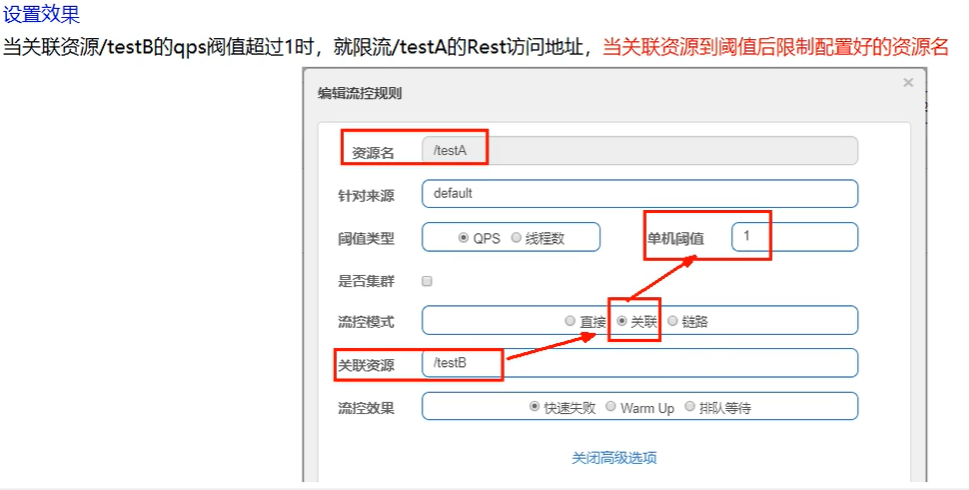 设置效果
当关联资源/testB的qps阀值超过1时，就限流/testA的Rest访问地址，当关联资源到阈值后限制配置好的资源名
编辑流控规则 ×
资源名 /testA
针对来源 default
阈值类型 QPS 线程数 单机阈值 1
是否集群
流控模式 直接 关联 链路
关联资源 /testB
流控效果 快速失败 Warm Up 排队等待
关闭高级选项